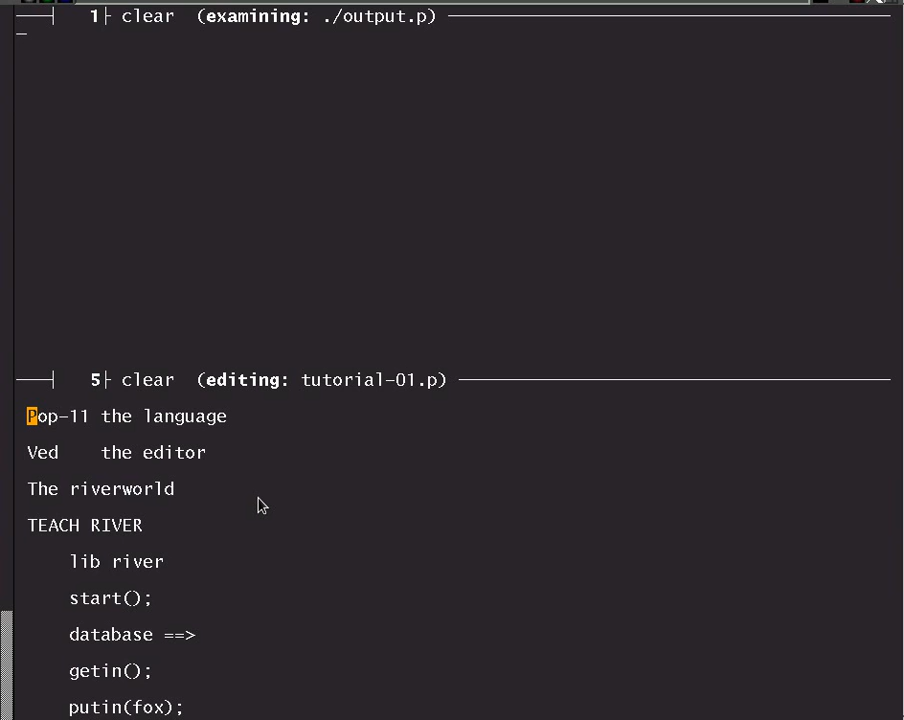 1 clear (examining: ./output.p)
5 clear (editing: tutorial-01.p)
Pop-11 the language
Ved the editor
The riverworld
TEACH RIVER
lib river
start();
database ==>
getin();
putin(fox);